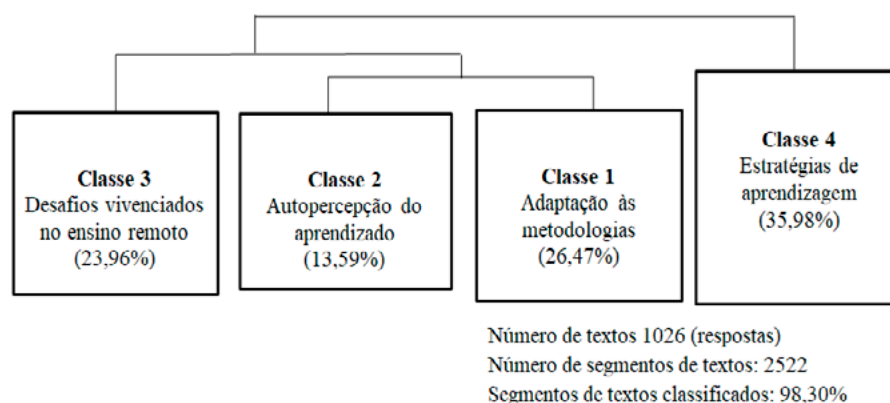 Classe 3
Desafios vivenciados
no ensino remoto
(23,96%)
Classe 2
Autopercepção do
aprendizado
(13,59%)
Classe 1
Adaptação às
metodologias
(26,47%)
Classe 4
Estratégias de
aprendizagem
(35,98%)
Número de textos 1026 (respostas)
Número de segmentos de textos: 2522
Segmentos de textos classificados: 98,30%